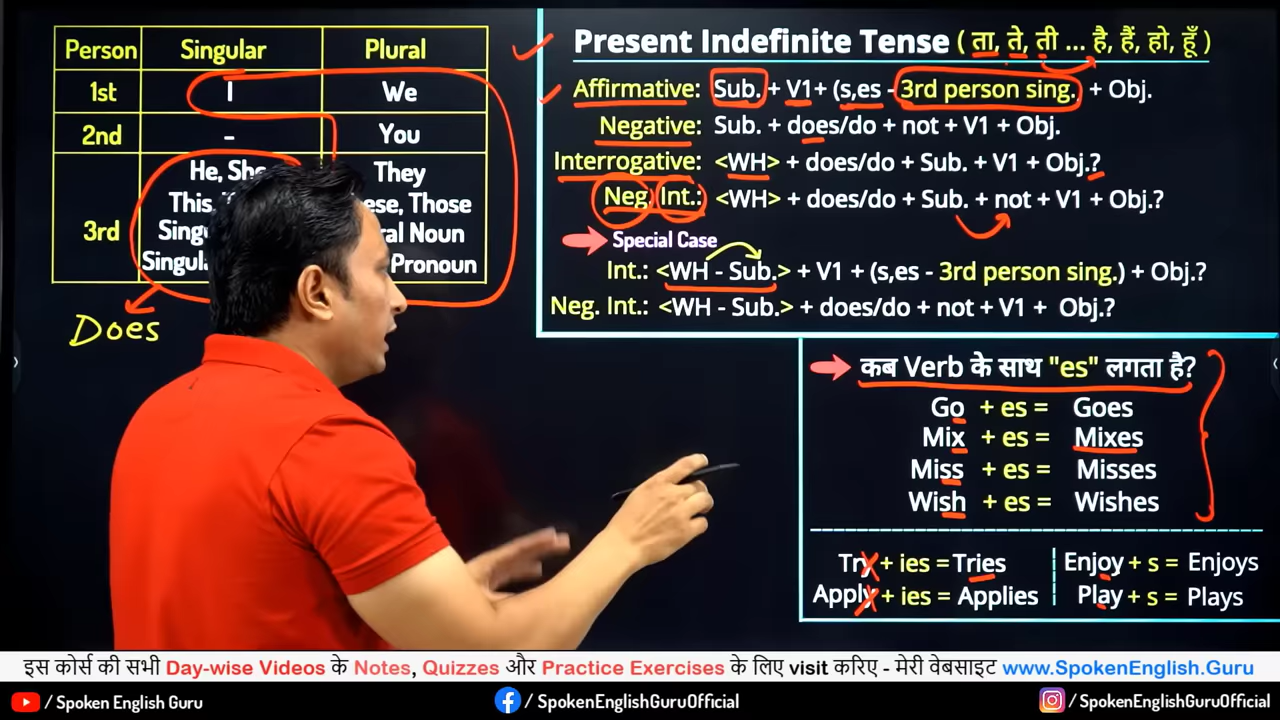 Person Singular Plural
1st I We
2nd - You
He, She They
This, Those
3rd
Noun
Pronoun
Does
Present Indefinite Tense ( ता, ते, ती ... है, हैं, हो, हूँ )
Affirmative: Sub. + V1+ (s,es - 3rd person sing.) + Obj.
Negative: Sub. + does/do + not + V1 + Obj.
Interrogative: <WH> + does/do + Sub. + V1 + Obj.?
Neg. Int.: <WH> + does/do + Sub. + not + V1 + Obj.?
Special Case
Int.: <WH - Sub.> + V1 + (s,es - 3rd person sing.) + Obj.?
Neg. Int.: <WH - Sub.> + does/do + not + V1 + Obj.?
कब Verb के साथ "es" लगता है?
Go + es = Goes
Mix + es = Mixes
Miss + es = Misses
Wish + es = Wishes
Try + ies = Tries
Apply + ies = Applies
Enjoy + s = Enjoys
Play + s = Plays
इस कोर्स की सभी Day-wise Videos के Notes, Quizzes और Practice Exercises के लिए visit करिए - मेरी वेबसाइट www.SpokenEnglish.Guru
/ Spoken English Guru / SpokenEnglishGuruOfficial /SpokenEnglishGuruOfficial